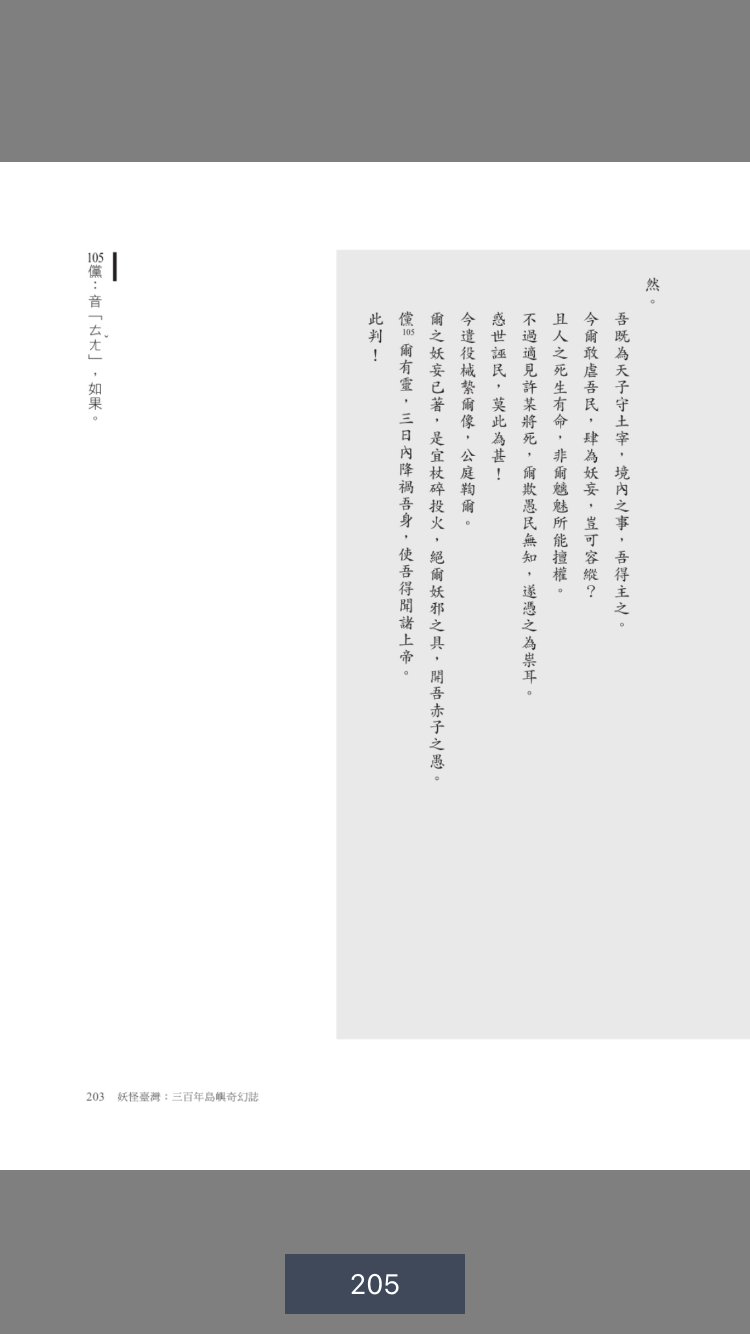 然。
吾既為天子守土宰，境內之事，吾得主之。
今爾敢虐吾民，肆為妖妄，豈可容縱？
且人之死生有命，非爾魑魅所能擅權。
不過適見許某將死，爾欺愚民無知，遂憑之為祟耳。
惑世誣民，莫此為甚！
今遣役械縶爾像，公庭鞫爾。
爾之妖妄已著，是宜杖碎投火，絕爾妖邪之具，開吾赤子之愚。
儻105爾有靈，三日內降禍吾身，使吾得聞諸上帝。
此判！
105儻：音「ㄊㄤˇ」，如果。
203 妖怪臺灣：三百年島嶼奇幻誌
205